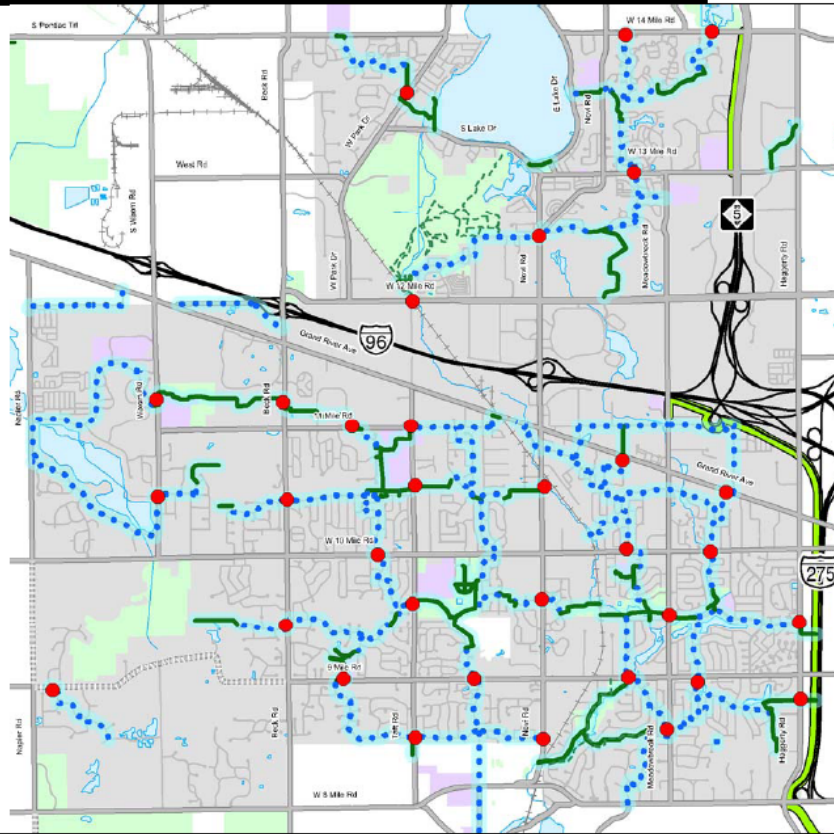 S Pontiac Trl
W 14 Mile Rd
Beck Rd
S Lake Dr
Novi Rd
W Park Dr
S Lake Dr
W 13 Mile Rd
West Rd
S Wixom Rd
5
W Park Dr
Novi Rd
Meadowbrook Rd
Haggerty Rd
W 12 Mile Rd
Grand River Ave
96
Napier Rd
Wixom Rd
Beck Rd
11 Mile Rd
Grand River Ave
W 10 Mile Rd
275
9 Mile Rd
Napier Rd
Beck Rd
Taft Rd
Novi Rd
Meadowbrook Rd
Haggerty Rd
W 8 Mile Rd